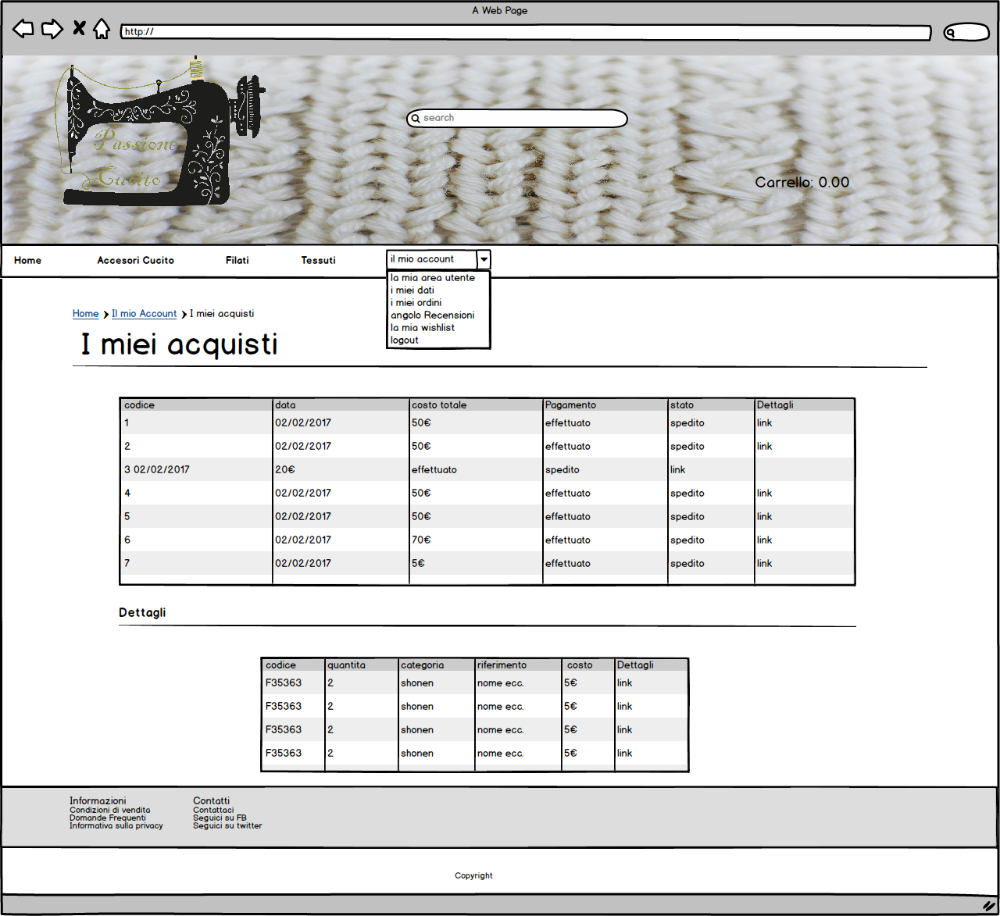 A Web Page
http://
Passione
Cucito
search
Carrello: 0.00
Home Accesori Cucito Filati Tessuti il mio account
la mia area utente
i miei dati
i miei ordini
angolo Recensioni
la mia wishlist
logout
Home Il mio Account I miei acquisti
I miei acquisti
codice data costo totale Pagamento stato Dettagli
1 02/02/2017 50€ effettuato spedito link
2 02/02/2017 50€ effettuato spedito link
3 02/02/2017 20€ effettuato spedito link
4 02/02/2017 50€ effettuato spedito link
5 02/02/2017 50€ effettuato spedito link
6 02/02/2017 70€ effettuato spedito link
7 02/02/2017 5€ effettuato spedito link
Dettagli
codice quantita categoria riferimento costo Dettagli
F35363 2 shonen nome ecc. 5€ link
F35363 2 shonen nome ecc. 5€ link
F35363 2 shonen nome ecc. 5€ link
F35363 2 shonen nome ecc. 5€ link
Informazioni
Condizioni di vendita
Domande Frequenti
Informativa sulla privacy
Contatti
Contattaci
Seguici su FB
Seguici su twitter
Copyright